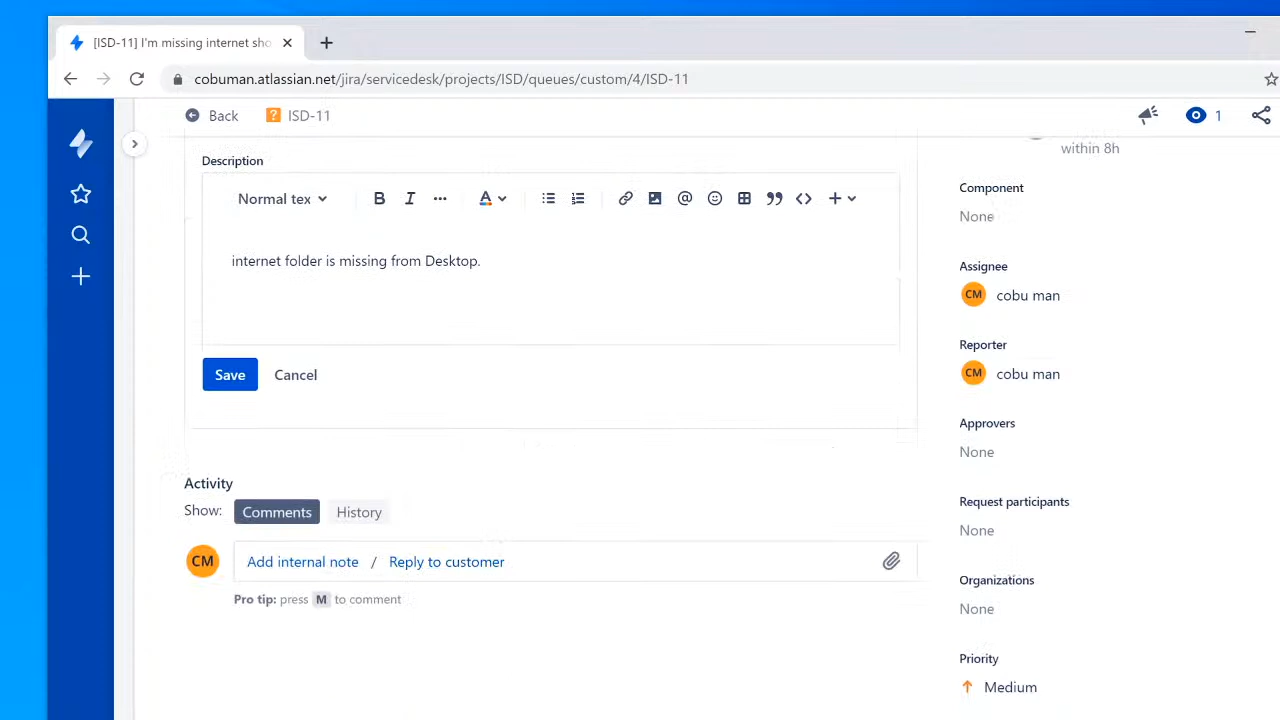 [ISD-11] I'm missing internet sho
cobuman.atlassian.net/jira/servicedesk/projects/ISD/queues/custom/4/ISD-11
Back
ISD-11
1
within 8h
Description
Normal tex
B I
A
internet folder is missing from Desktop.
Save
Cancel
Component
None
Assignee
CM cobu man
Reporter
CM cobu man
Approvers
None
Request participants
None
Organizations
None
Priority
Medium
Activity
Show: Comments History
CM Add internal note / Reply to customer
Pro tip: press M to comment